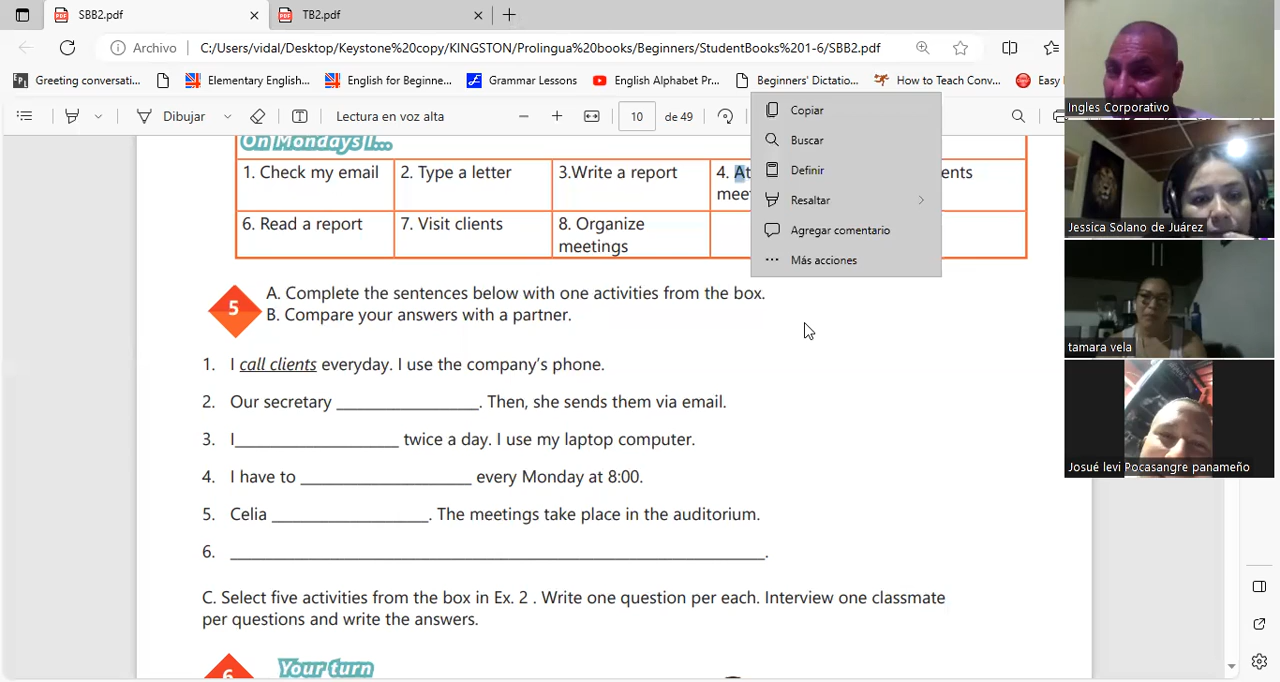 SBB2.pdf
TB2.pdf
Archivo
C:/Users/vidal/Desktop/Keystone%20copy/KINGSTON/Prolingua%20books/Beginners/StudentBooks%201-6/SBB2.pdf
Greeting conversati...
Elementary English...
English for Beginne...
Grammar Lessons
English Alphabet Pr...
Beginners' Dictatio...
How to Teach Conv...
Easy
Dibujar
Lectura en voz alta
10
de 49
Copiar
Buscar
Definir
Resaltar
Agregar comentario
Más acciones
On Mondays I...
1. Check my email
2. Type a letter
3.Write a report
4. At
mee
ents
6. Read a report
7. Visit clients
8. Organize
meetings
5
A. Complete the sentences below with one activities from the box.
B. Compare your answers with a partner.
1. I call clients everyday. I use the company's phone.
2. Our secretary ________________. Then, she sends them via email.
3. I___________________ twice a day. I use my laptop computer.
4. I have to ____________________ every Monday at 8:00.
5. Celia __________________. The meetings take place in the auditorium.
6. ______________________________________________________________.
C. Select five activities from the box in Ex. 2 . Write one question per each. Interview one classmate
per questions and write the answers.
6
Your turn
Ingles Corporativo
Jessica Solano de Juárez
tamara vela
Josué levi Pocasangre panameño